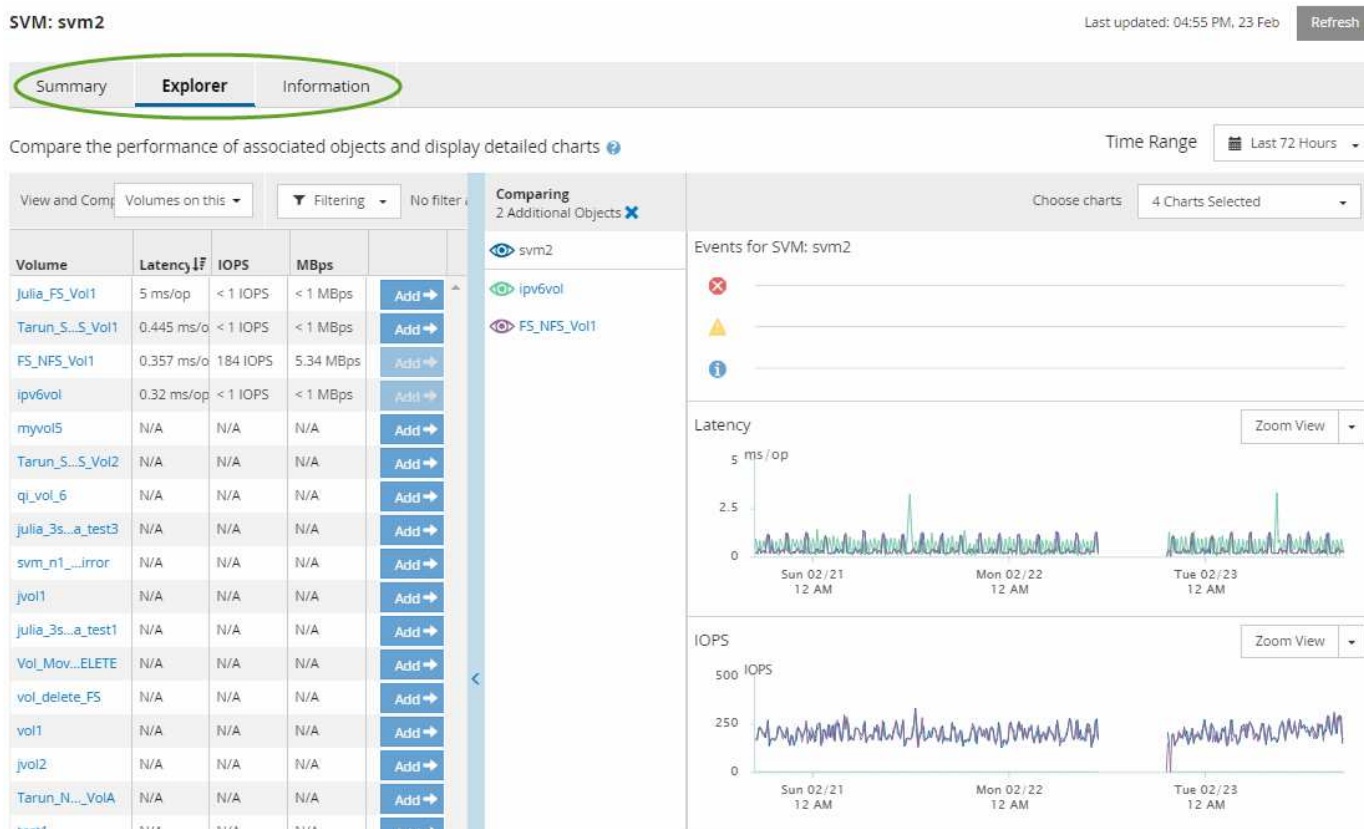 SVM: svm2
Last updated: 04:55 PM, 23 Feb Refresh
Summary Explorer Information
Compare the performance of associated objects and display detailed charts ?
Time Range Last 72 Hours
View and Comp Volumes on this Filtering No filter
Comparing
2 Additional Objects
Choose charts 4 Charts Selected
Volume Latency IOPS MBps
Julia_FS_Vol1 5 ms/op < 1 IOPS < 1 MBps Add
Tarun_S...S_Vol1 0.445 ms/o < 1 IOPS < 1 MBps Add
FS_NFS_Vol1 0.357 ms/o 184 IOPS 5.34 MBps Add
ipv6vol 0.32 ms/op < 1 IOPS < 1 MBps Add
myvol5 N/A N/A N/A Add
Tarun_S...S_Vol2 N/A N/A N/A Add
qi_vol_6 N/A N/A N/A Add
julia_3s...a_test3 N/A N/A N/A Add
svm_n1_...irror N/A N/A N/A Add
jvol1 N/A N/A N/A Add
julia_3s...a_test1 N/A N/A N/A Add
Vol_Mov...ELETE N/A N/A N/A Add
vol_delete_FS N/A N/A N/A Add
vol1 N/A N/A N/A Add
jvol2 N/A N/A N/A Add
Tarun_N..._VolA N/A N/A N/A Add
svm2
ipv6vol
FS_NFS_Vol1
Events for SVM: svm2
Latency Zoom View
5 ms/op
2.5
0
Sun 02/21 Mon 02/22 Tue 02/23
12 AM 12 AM 12 AM
IOPS Zoom View
500 IOPS
250
0
Sun 02/21 Mon 02/22 Tue 02/23
12 AM 12 AM 12 AM